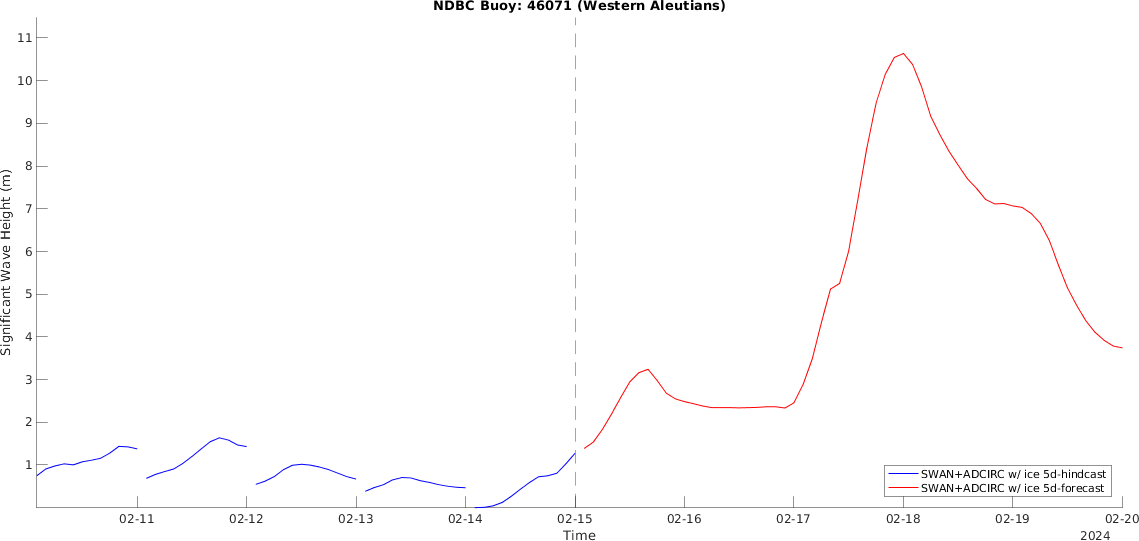 NDBC Buoy: 46071 (Western Aleutians)
11
10
9
8
7
6
5
4
3
2
1
Significant Wave Height (m)
SWAN+ADCIRC w/ ice 5d-hindcast
SWAN+ADCIRC w/ ice 5d-forecast
02-11 02-12 02-13 02-14 02-15 02-16 02-17 02-18 02-19 02-20
Time
2024